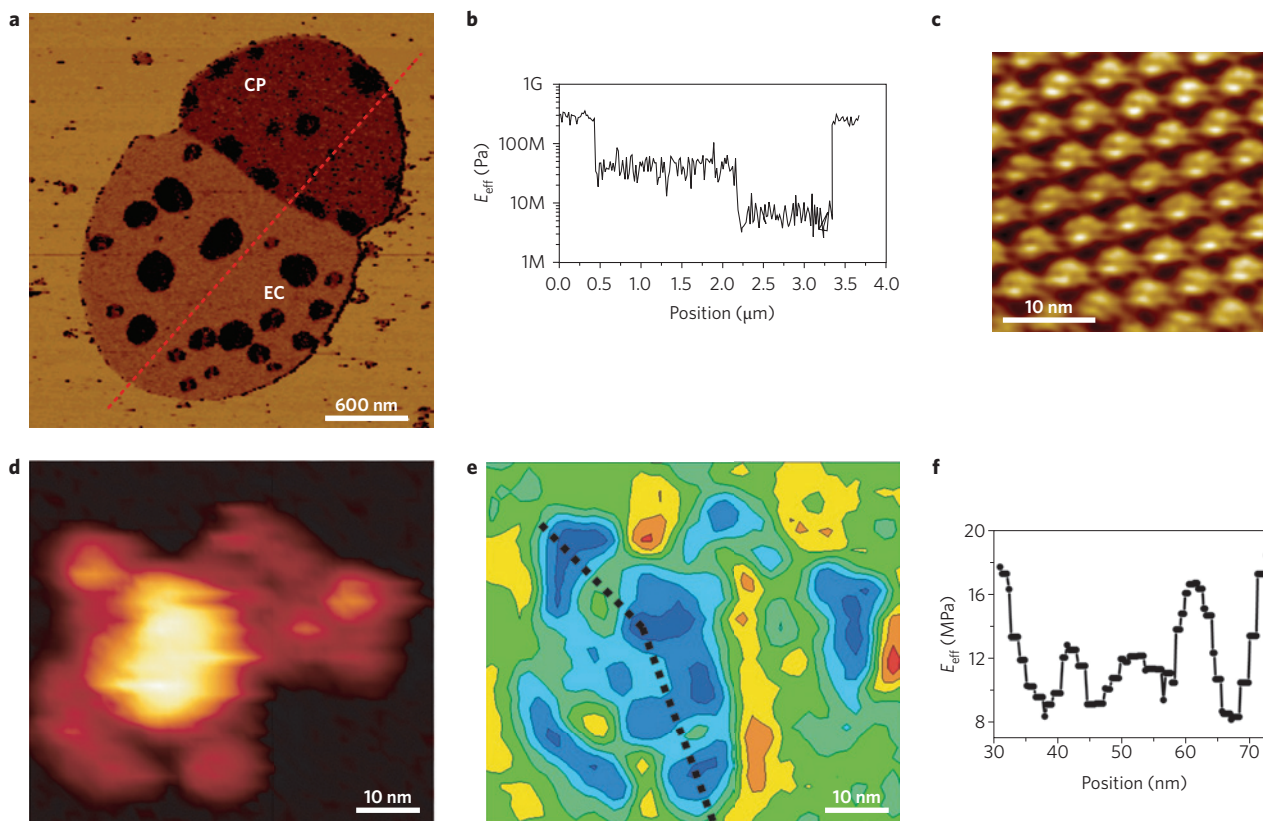 a
CP
EC
600 nm
b
1G
100M
10M
1M
E_eff (Pa)
0.0 0.5 1.0 1.5 2.0 2.5 3.0 3.5 4.0
Position (μm)
c
10 nm
d
10 nm
e
10 nm
f
20
16
12
8
E_eff (MPa)
30 40 50 60 70
Position (nm)